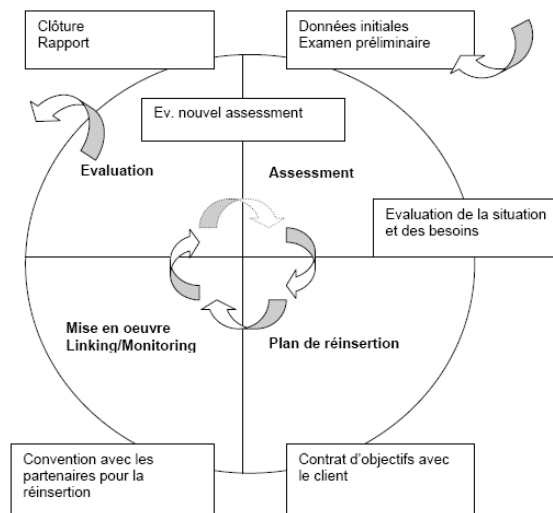 Clôture
Rapport
Données initiales
Examen préliminaire
Ev. nouvel assessment
Evaluation
Assessment
Evaluation de la situation
et des besoins
Mise en oeuvre
Linking/Monitoring
Plan de réinsertion
Convention avec les
partenaires pour la
réinsertion
Contrat d'objectifs avec
le client